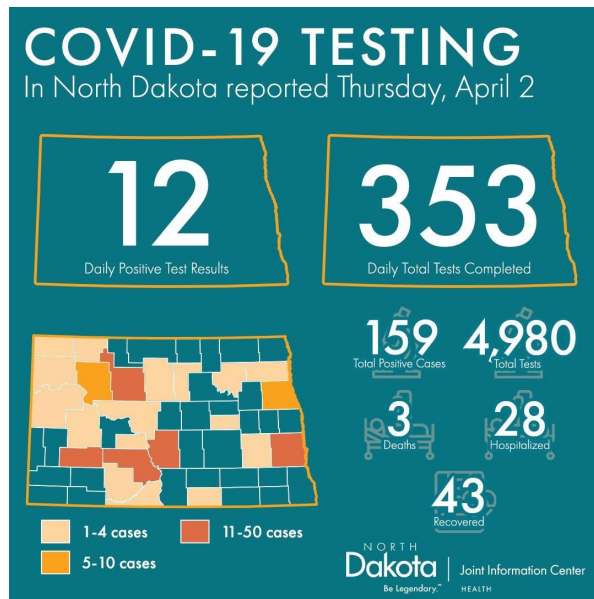 COVID-19 TESTING
In North Dakota reported Thursday, April 2
12
Daily Positive Test Results
353
Daily Total Tests Completed
159
Total Positive Cases
4,980
Total Tests
3
Deaths
28
Hospitalized
43
Recovered
1-4 cases
11-50 cases
5-10 cases
NORTH
Dakota
Be Legendary.™
Joint Information Center
HEALTH